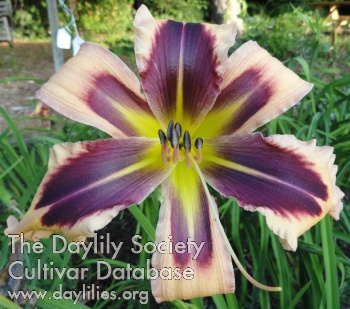 The Daylily Society
Cultivar Database
www.daylilies.org